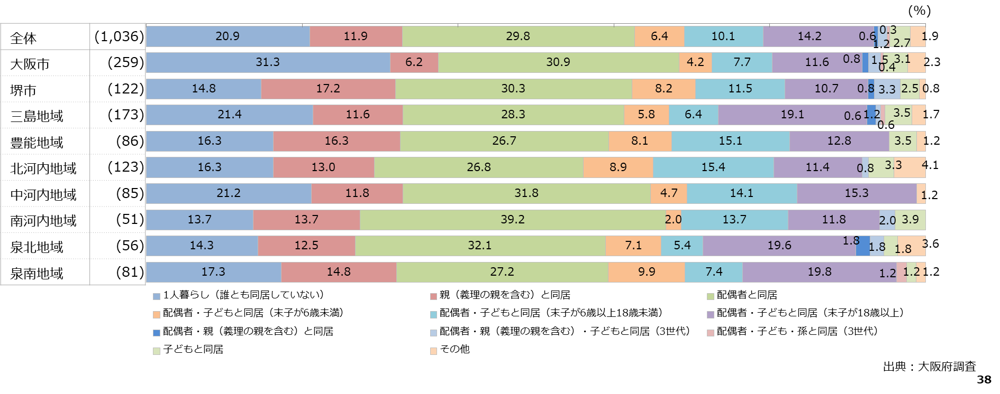 (%)
全体 (1,036) 20.9 11.9 29.8 6.4 10.1 14.2 0.6 1.2 0.3 2.7 1.9
大阪市 (259) 31.3 6.2 30.9 4.2 7.7 11.6 0.8 1.5 0.4 3.1 2.3
堺市 (122) 14.8 17.2 30.3 8.2 11.5 10.7 0.8 3.3 2.5 0.8
三島地域 (173) 21.4 11.6 28.3 5.8 6.4 19.1 0.6 1.2 0.6 3.5 1.7
豊能地域 (86) 16.3 16.3 26.7 8.1 15.1 12.8 3.5 1.2
北河内地域 (123) 16.3 13.0 26.8 8.9 15.4 11.4 0.8 3.3 4.1
中河内地域 (85) 21.2 11.8 31.8 4.7 14.1 15.3 1.2
南河内地域 (51) 13.7 13.7 39.2 2.0 13.7 11.8 2.0 3.9
泉北地域 (56) 14.3 12.5 32.1 7.1 5.4 19.6 1.8 1.8 1.8 3.6
泉南地域 (81) 17.3 14.8 27.2 9.9 7.4 19.8 1.2 1.2 1.2
1人暮らし（誰とも同居していない） 親（義理の親を含む）と同居 配偶者と同居
配偶者・子どもと同居（末子が6歳未満） 配偶者・子どもと同居（末子が6歳以上18歳未満） 配偶者・子どもと同居（末子が18歳以上）
配偶者・親（義理の親を含む）と同居 配偶者・親（義理の親を含む）・子どもと同居（3世代） 配偶者・子ども・孫と同居（3世代）
子どもと同居 その他
出典：大阪府調査
38